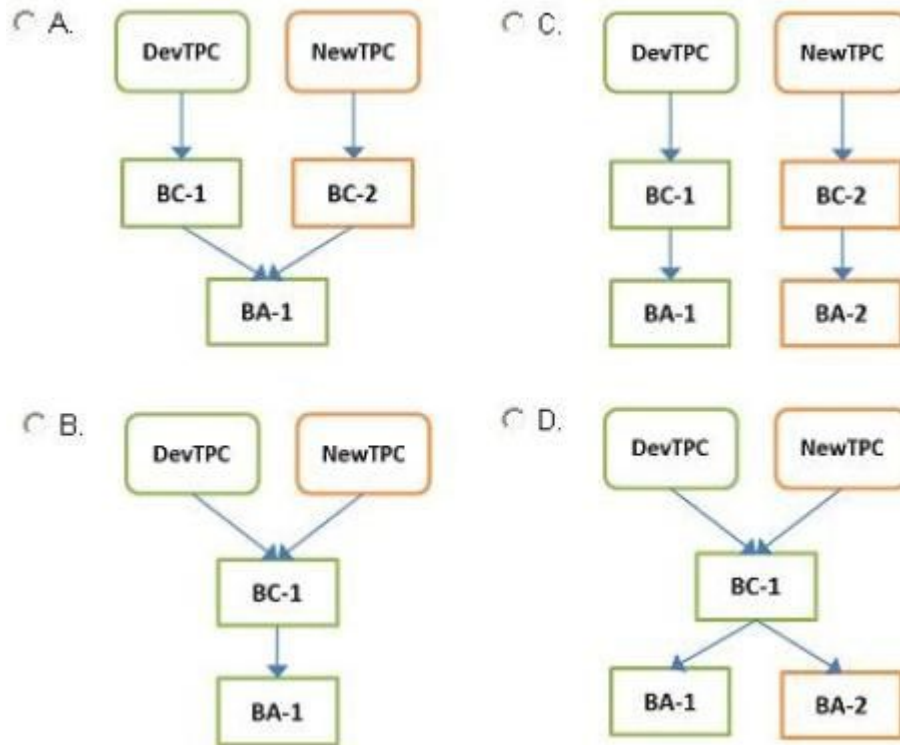 A.
DevTPC
NewTPC
BC-1
BC-2
BA-1
C.
DevTPC
NewTPC
BC-1
BC-2
BA-1
BA-2
B.
DevTPC
NewTPC
BC-1
BA-1
D.
DevTPC
NewTPC
BC-1
BA-1
BA-2